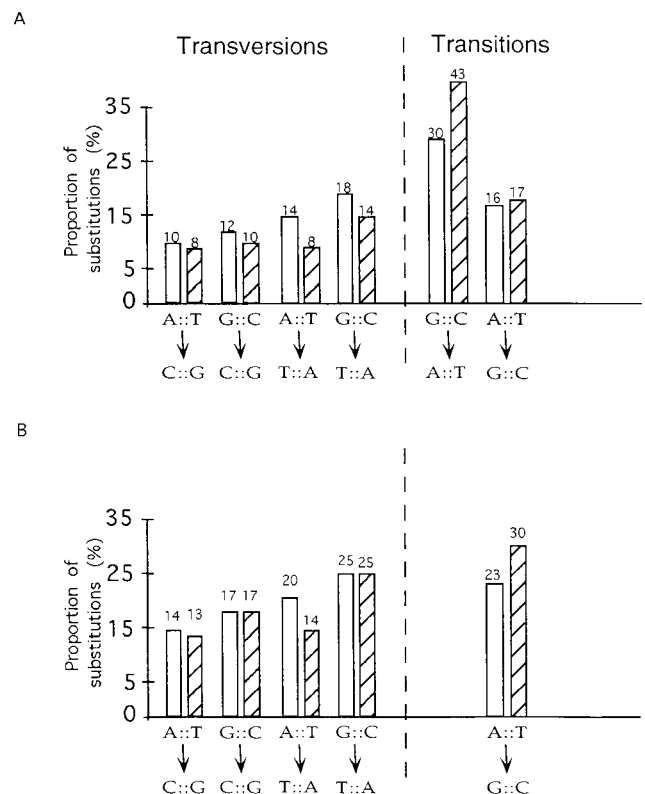 A
Transversions Transitions
Proportion of
substitutions (%)
35
25
15
5
0
10 8 12 10 14 8 18 14 30 43 16 17
A::T G::C A::T G::C G::C A::T
C::G C::G T::A T::A A::T G::C
B
Proportion of
substitutions (%)
35
25
15
5
0
14 13 17 17 20 14 25 25 23 30
A::T G::C A::T G::C A::T
C::G C::G T::A T::A G::C